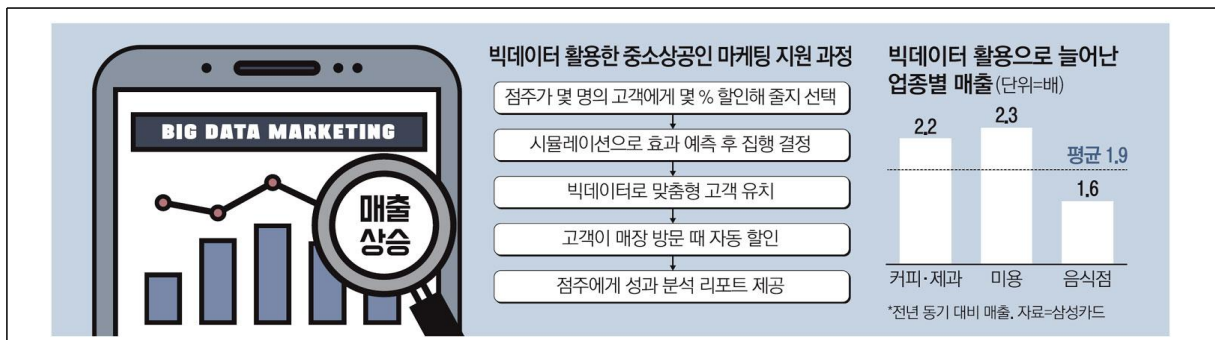 BIG DATA MARKETING
매출
상승
빅데이터 활용한 중소상공인 마케팅 지원 과정
점주가 몇 명의 고객에게 몇 % 할인해 줄지 선택
시뮬레이션으로 효과 예측 후 집행 결정
빅데이터로 맞춤형 고객 유치
고객이 매장 방문 때 자동 할인
점주에게 성과 분석 리포트 제공
빅데이터 활용으로 늘어난
업종별 매출(단위=배)
2.2
2.3
평균 1.9
1.6
커피·제과 미용 음식점
*전년 동기 대비 매출. 자료=삼성카드